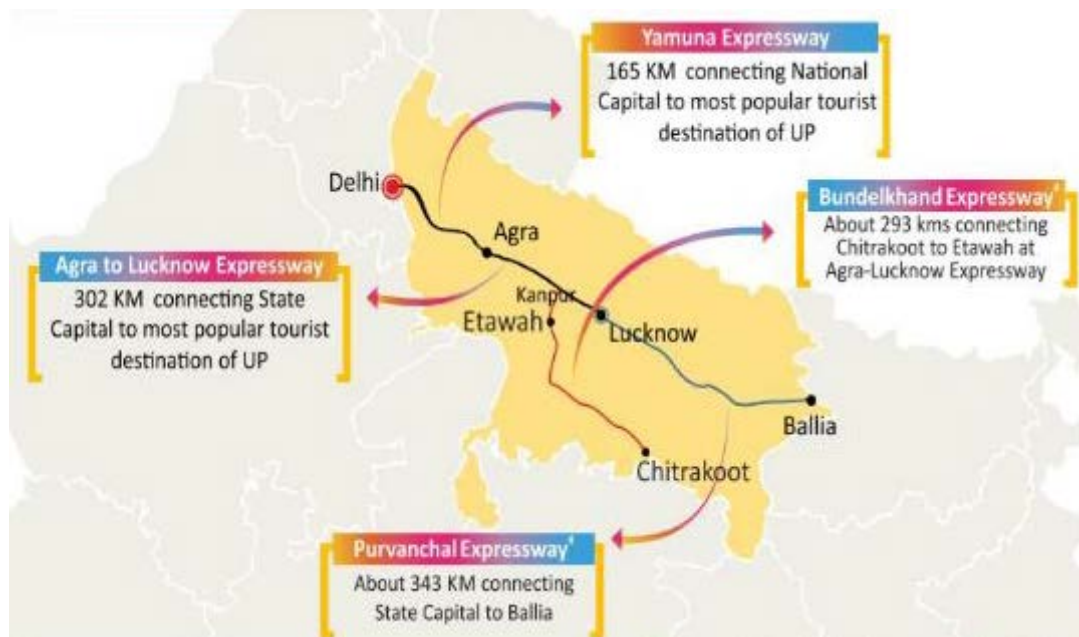 Yamuna Expressway
165 KM connecting National
Capital to most popular tourist
destination of UP
Delhi
Bundelkhand Expressway
About 293 kms connecting
Chitrakoot to Etawah at
Agra-Lucknow Expressway
Agra
Agra to Lucknow Expressway
302 KM connecting State
Capital to most popular tourist
destination of UP
Kanpur
Etawah
Lucknow
Ballia
Chitrakoot
Purvanchal Expressway
About 343 KM connecting
State Capital to Ballia